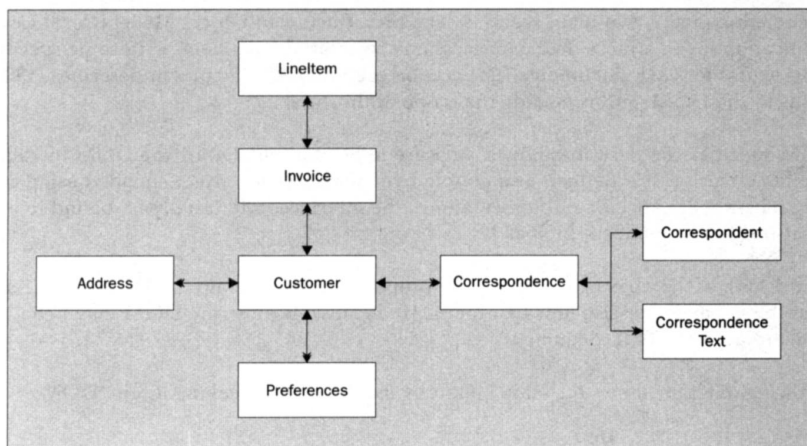 LineItem
Invoice
Address
Customer
Correspondence
Correspondent
Correspondence
Text
Preferences